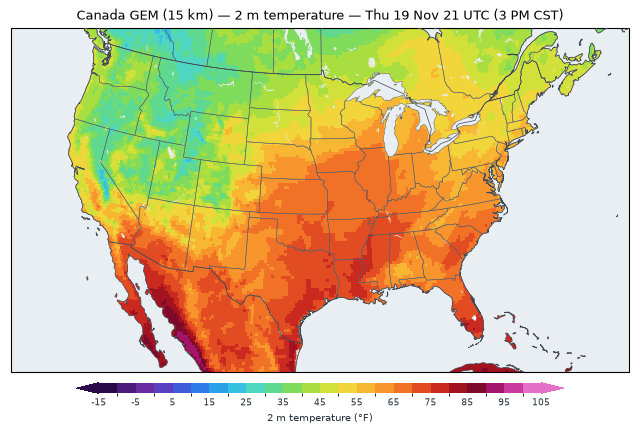 Canada GEM (15 km) — 2 m temperature — Thu 19 Nov 21 UTC (3 PM CST)
-15 -5 5 15 25 35 45 55 65 75 85 95 105
2 m temperature (°F)